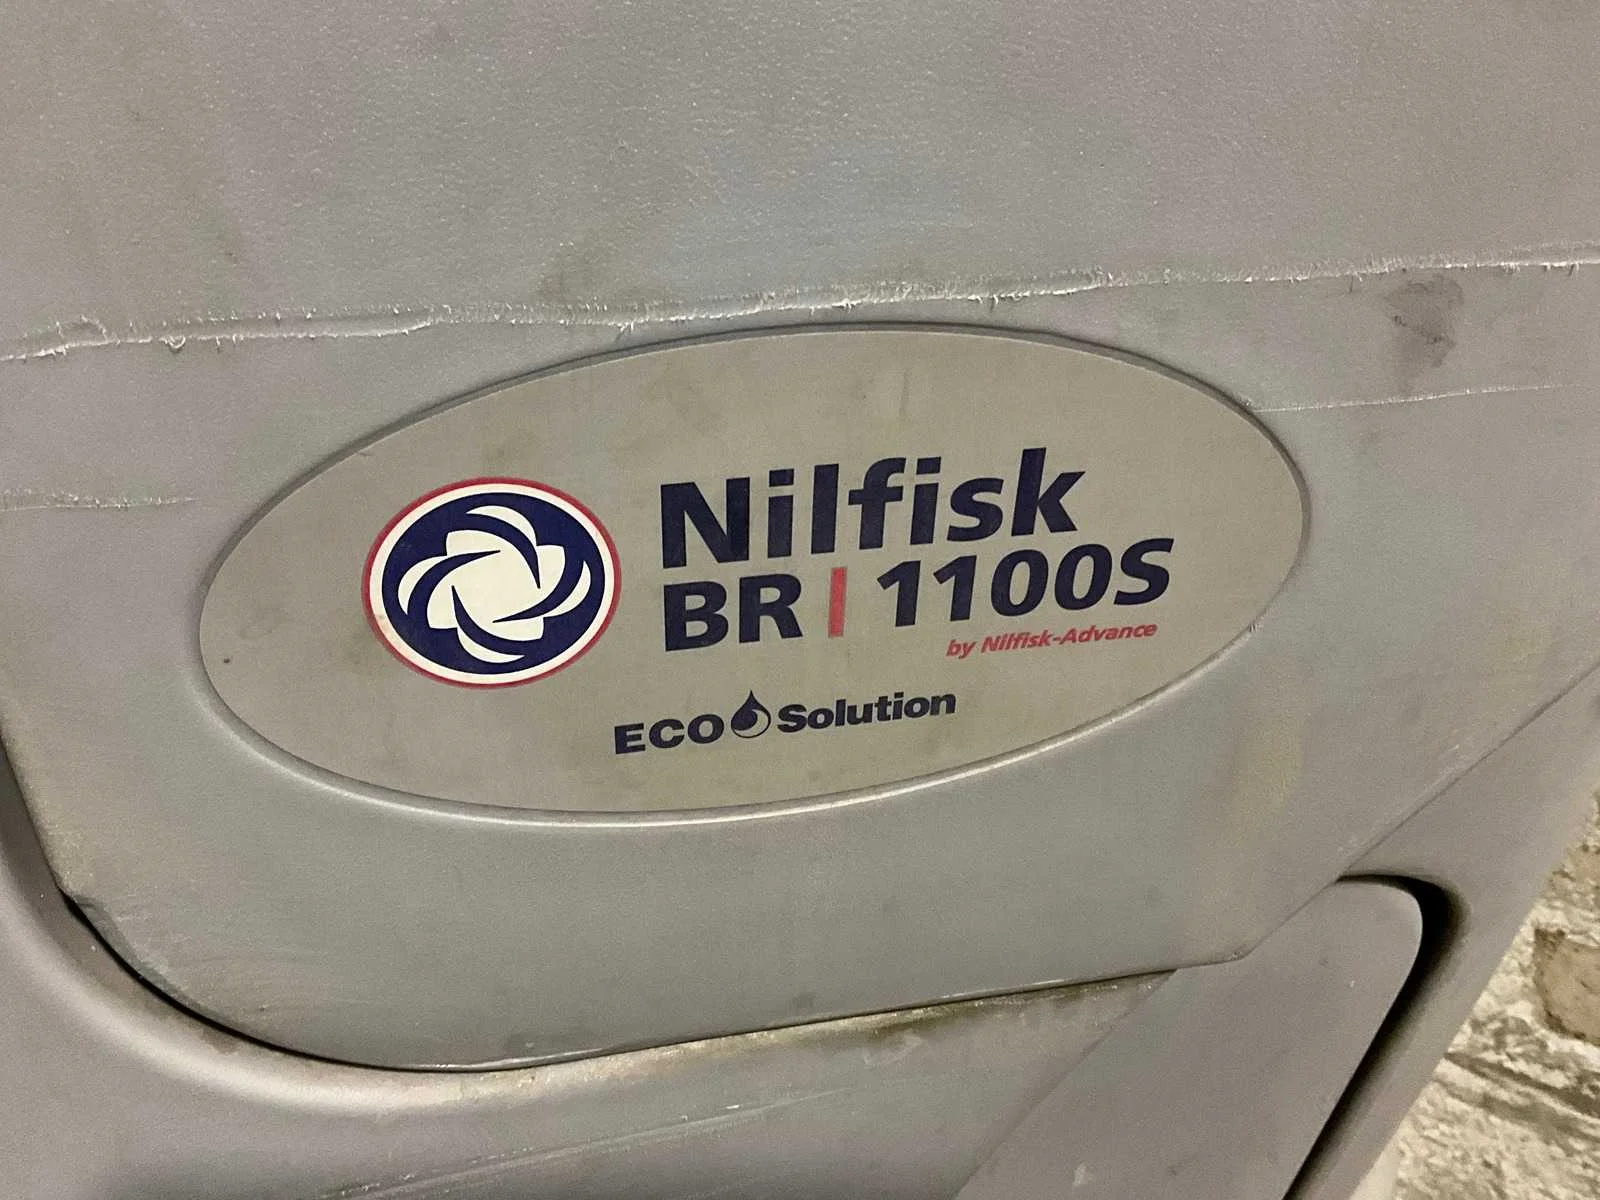 Nilfisk
BR | 1100S
by Nilfisk-Advance
ECO Solution